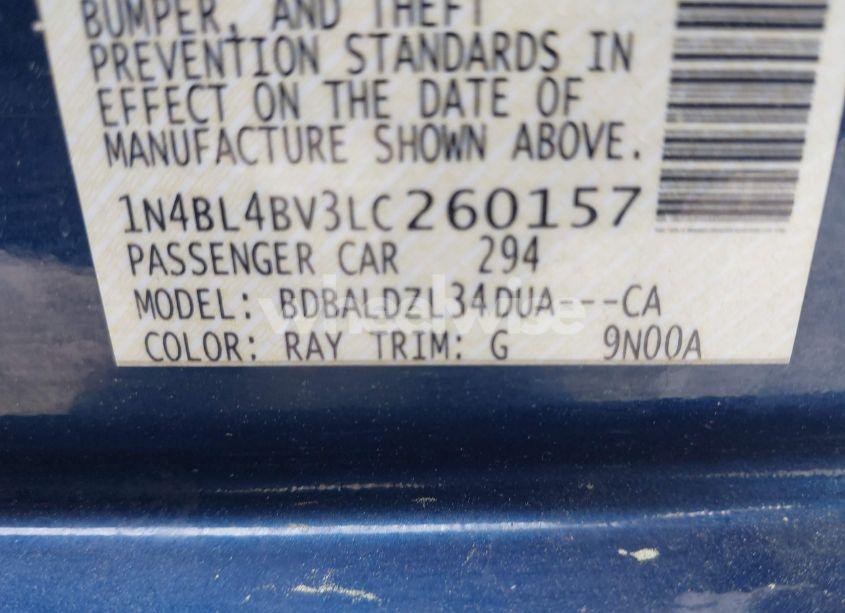 BUMPER, AND THEFT
PREVENTION STANDARDS IN
EFFECT ON THE DATE OF
MANUFACTURE SHOWN ABOVE.
1N4BL4BV3LC260157
PASSENGER CAR 294
MODEL: BDBALDZL34DUA---CA
COLOR: RAY TRIM: G 9N00A
wheelwise